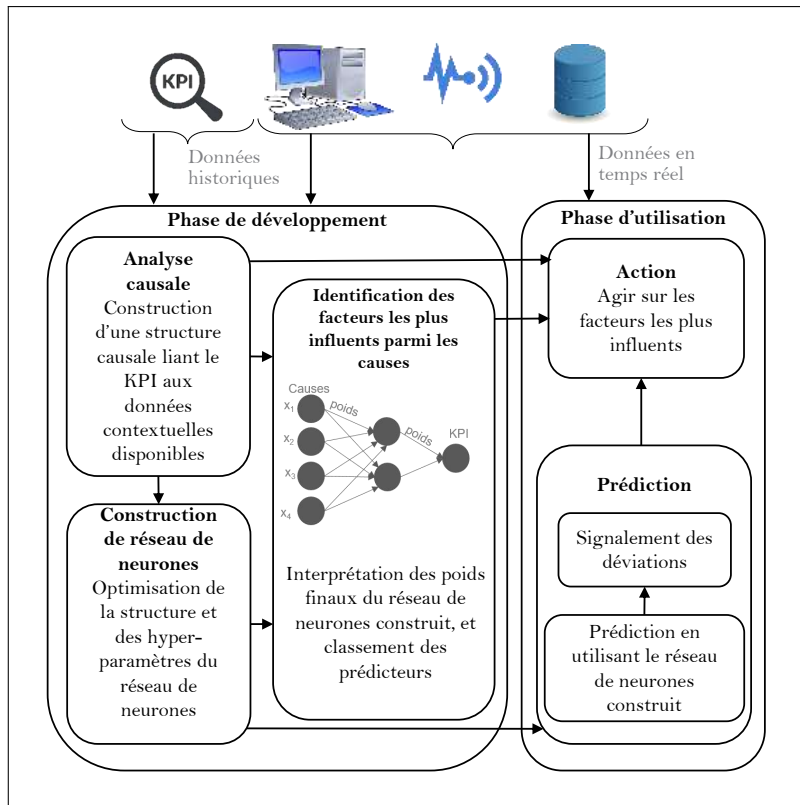 KPI
Données
historiques
Données en
temps réel
Phase de développement
Analyse
causale
Construction
d'une structure
causale liant le
KPI aux
données
contextuelles
disponibles
Construction
de réseau de
neurones
Optimisation de
la structure et
des hyper-
paramètres du
réseau de
neurones
Identification des
facteurs les plus
influents parmi les
causes
Causes
poids
poids
KPI
x1
x2
x3
x4
Interprétation des poids
finaux du réseau de
neurones construit, et
classement des
prédicteurs
Phase d'utilisation
Action
Agir sur les
facteurs les plus
influents
Prédiction
Signalement des
déviations
Prédiction en
utilisant le réseau
de neurones
construit